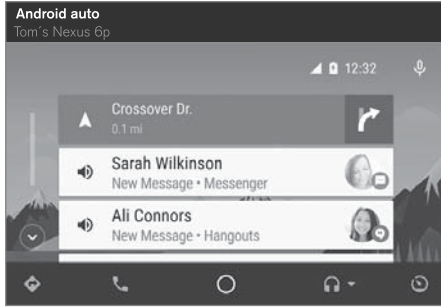 Android auto
Tom´s Nexus 6p
12:32
Crossover Dr.
0.1 mi
Sarah Wilkinson
New Message • Messenger
Ali Connors
New Message • Hangouts